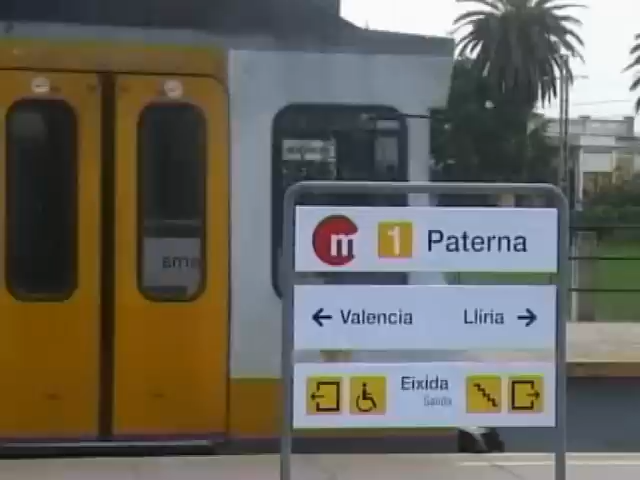 m 1 Paterna
← Valencia Llíria →
Eixida
Salida